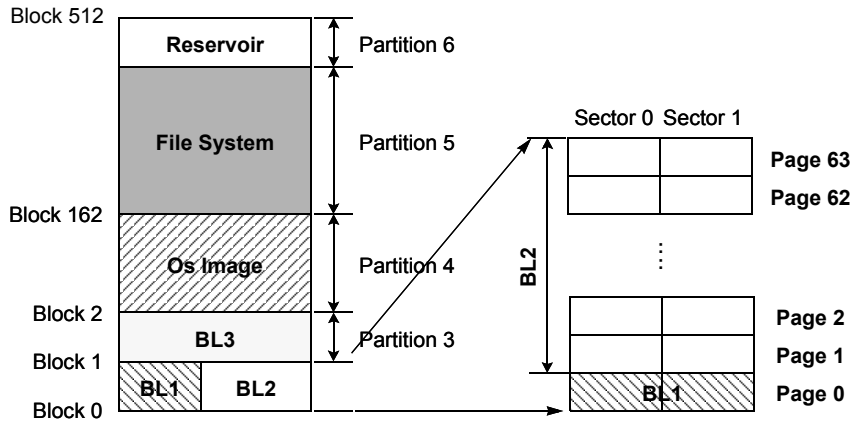 Block 512
Reservoir
Partition 6
File System
Partition 5
Block 162
Os Image
Partition 4
Block 2
BL3
Partition 3
Block 1
BL1
BL2
Block 0
Sector 0 Sector 1
Page 63
Page 62
BL2
Page 2
Page 1
BL1
Page 0